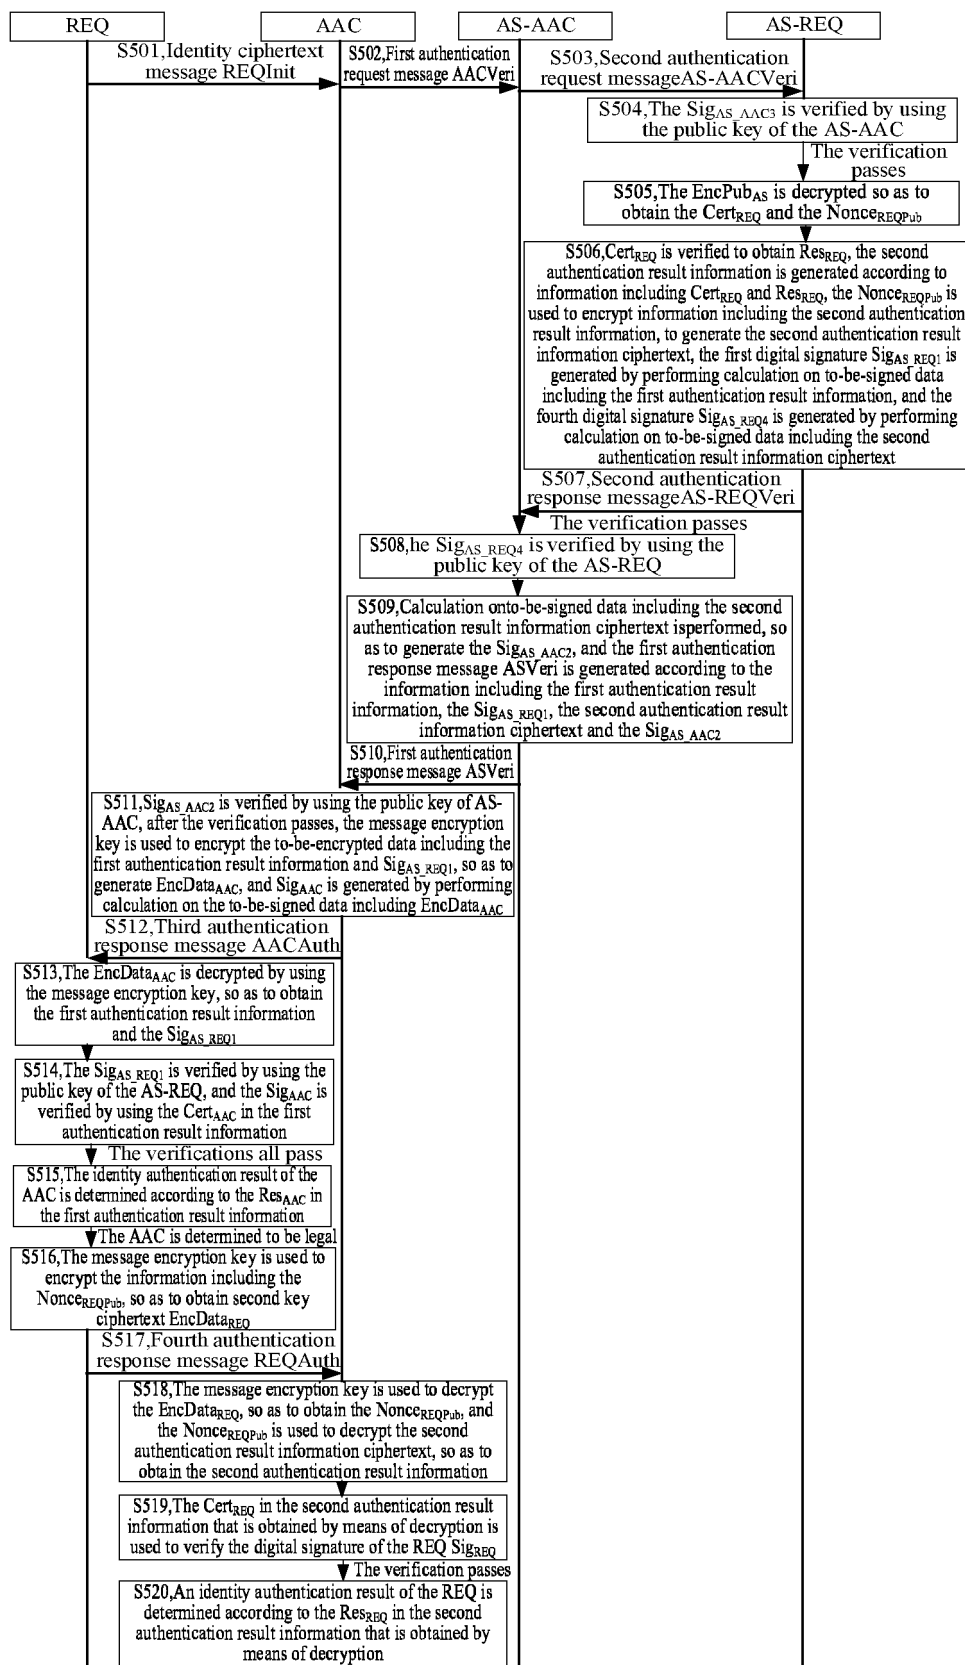 REQ
AAC
AS-AAC
AS-REQ
S501,Identity ciphertext
message REQInit
S502,First authentication
request message AACVeri
S503,Second authentication
request messageAS-AACVeri
S504,The SigAS_AAC3 is verified by using
the public key of the AS-AAC
The verification
passes
S505,The EncPubAS is decrypted so as to
obtain the CertREQ and the NonceREQPub
S506,CertREQ is verified to obtain ResREQ, the second
authentication result information is generated according to
information including CertREQ and ResREQ, the NonceREQPub is
used to encrypt information including the second authentication
result information, to generate the second authentication result
information ciphertext, the first digital signature SigAS_REQ1 is
generated by performing calculation on to-be-signed data
including the first authentication result information, and the
fourth digital signature SigAS_REQ4 is generated by performing
calculation on to-be-signed data including the second
authentication result information ciphertext
S507,Second authentication
response messageAS-REQVeri
The verification passes
S508,he SigAS_REQ4 is verified by using the
public key of the AS-REQ
S509,Calculation onto-be-signed data including the second
authentication result information ciphertext isperformed, so
as to generate the SigAS_AAC2, and the first authentication
response message ASVeri is generated according to the
information including the first authentication result
information, the SigAS_REQ1, the second authentication result
information ciphertext and the SigAS_AAC2
S510,First authentication
response message ASVeri
S511,SigAS_AAC2 is verified by using the public key of AS-
AAC, after the verification passes, the message encryption
key is used to encrypt the to-be-encrypted data including the
first authentication result information and SigAS_REQ1, so as to
generate EncDataAAC, and SigAAC is generated by performing
calculation on the to-be-signed data including EncDataAAC
S512,Third authentication
response message AACAuth
S513,The EncDataAAC is decrypted by using
the message encryption key, so as to obtain
the first authentication result information
and the SigAS_REQ1
S514,The SigAS_REQ1 is verified by using the
public key of the AS-REQ, and the SigAAC is
verified by using the CertAAC in the first
authentication result information
The verifications all pass
S515,The identity authentication result of the
AAC is determined according to the ResAAC in
the first authentication result information
The AAC is determined to be legal
S516,The message encryption key is used to
encrypt the information including the
NonceREQPub, so as to obtain second key
ciphertext EncDataREQ
S517,Fourth authentication
response message REQAuth
S518,The message encryption key is used to decrypt
the EncDataREQ, so as to obtain the NonceREQPub, and
the NonceREQPub is used to decrypt the second
authentication result information ciphertext, so as to
obtain the second authentication result information
S519,The CertREQ in the second authentication result
information that is obtained by means of decryption is
used to verify the digital signature of the REQ SigREQ
The verification passes
S520,An identity authentication result of the REQ is
determined according to the ResREQ in the second
authentication result information that is obtained by
means of decryption